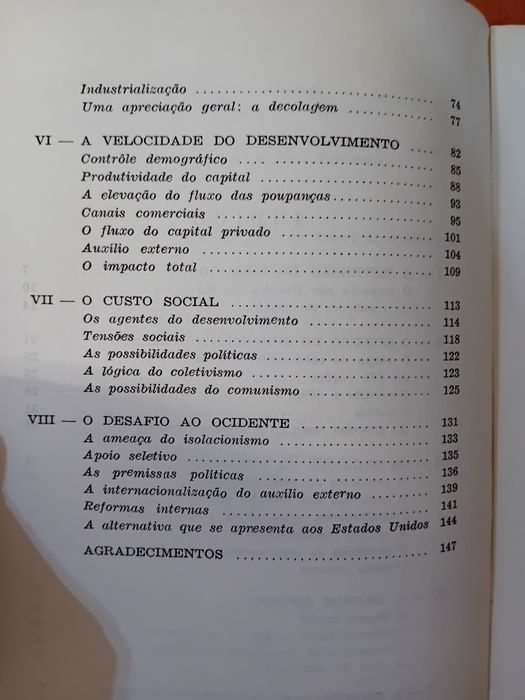 Industrialização .......................... 74
Uma apreciação geral: a decolagem ............ 77
VI — A VELOCIDADE DO DESENVOLVIMENTO .... 82
Contrôle demográfico .... ...................... 85
Produtividade do capital ........................ 88
A elevação do fluxo das poupanças .............. 93
Canais comerciais ...... ...................... 95
O fluxo do capital privado .......... .......... 101
Auxílio externo ................................ 104
O impacto total ................................ 109
VII — O CUSTO SOCIAL ............................ 113
Os agentes do desenvolvimento .................. 114
Tensões sociais ................................ 118
As possibilidades políticas ...................... 122
A lógica do coletivismo ........................ 123
As possibilidades do comunismo .................. 125
VIII — O DESAFIO AO OCIDENTE .................. 131
A ameaça do isolacionismo ...................... 133
Apoio seletivo ................................ 135
As premissas políticas ........................ 136
A internacionalização do auxílio externo ......... 139
Reformas internas ............................ 141
A alternativa que se apresenta aos Estados Unidos 144
AGRADECIMENTOS ............................ 147